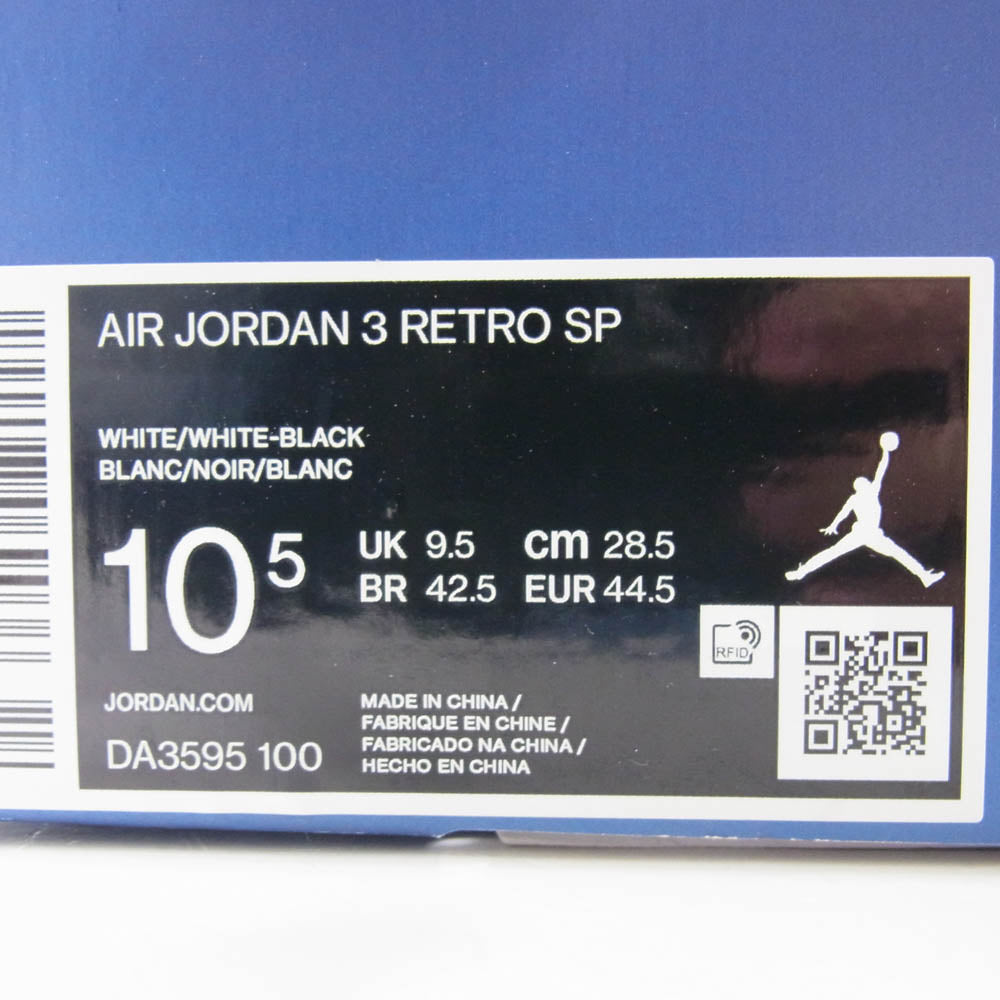 AIR JORDAN 3 RETRO SP
WHITE/WHITE-BLACK
BLANC/NOIR/BLANC
10 5
UK 9.5 cm 28.5
BR 42.5 EUR 44.5
RFID
JORDAN.COM
DA3595 100
MADE IN CHINA /
FABRIQUE EN CHINE /
FABRICADO NA CHINA /
HECHO EN CHINA